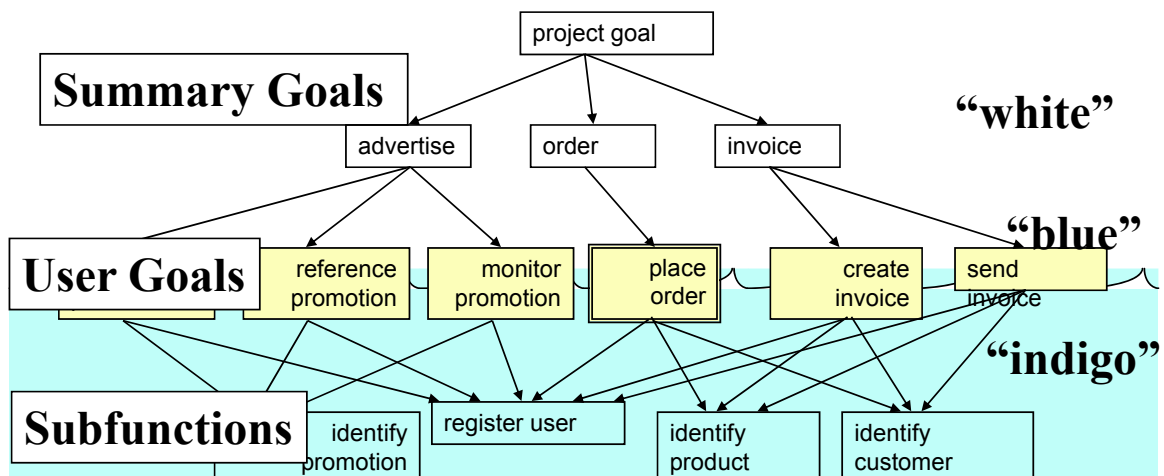 project goal
Summary Goals
“white”
advertise
order
invoice
“blue”
User Goals
reference
promotion
monitor
promotion
place
order
create
invoice
send
invoice
“indigo”
Subfunctions
register user
identify
promotion
identify
product
identify
customer